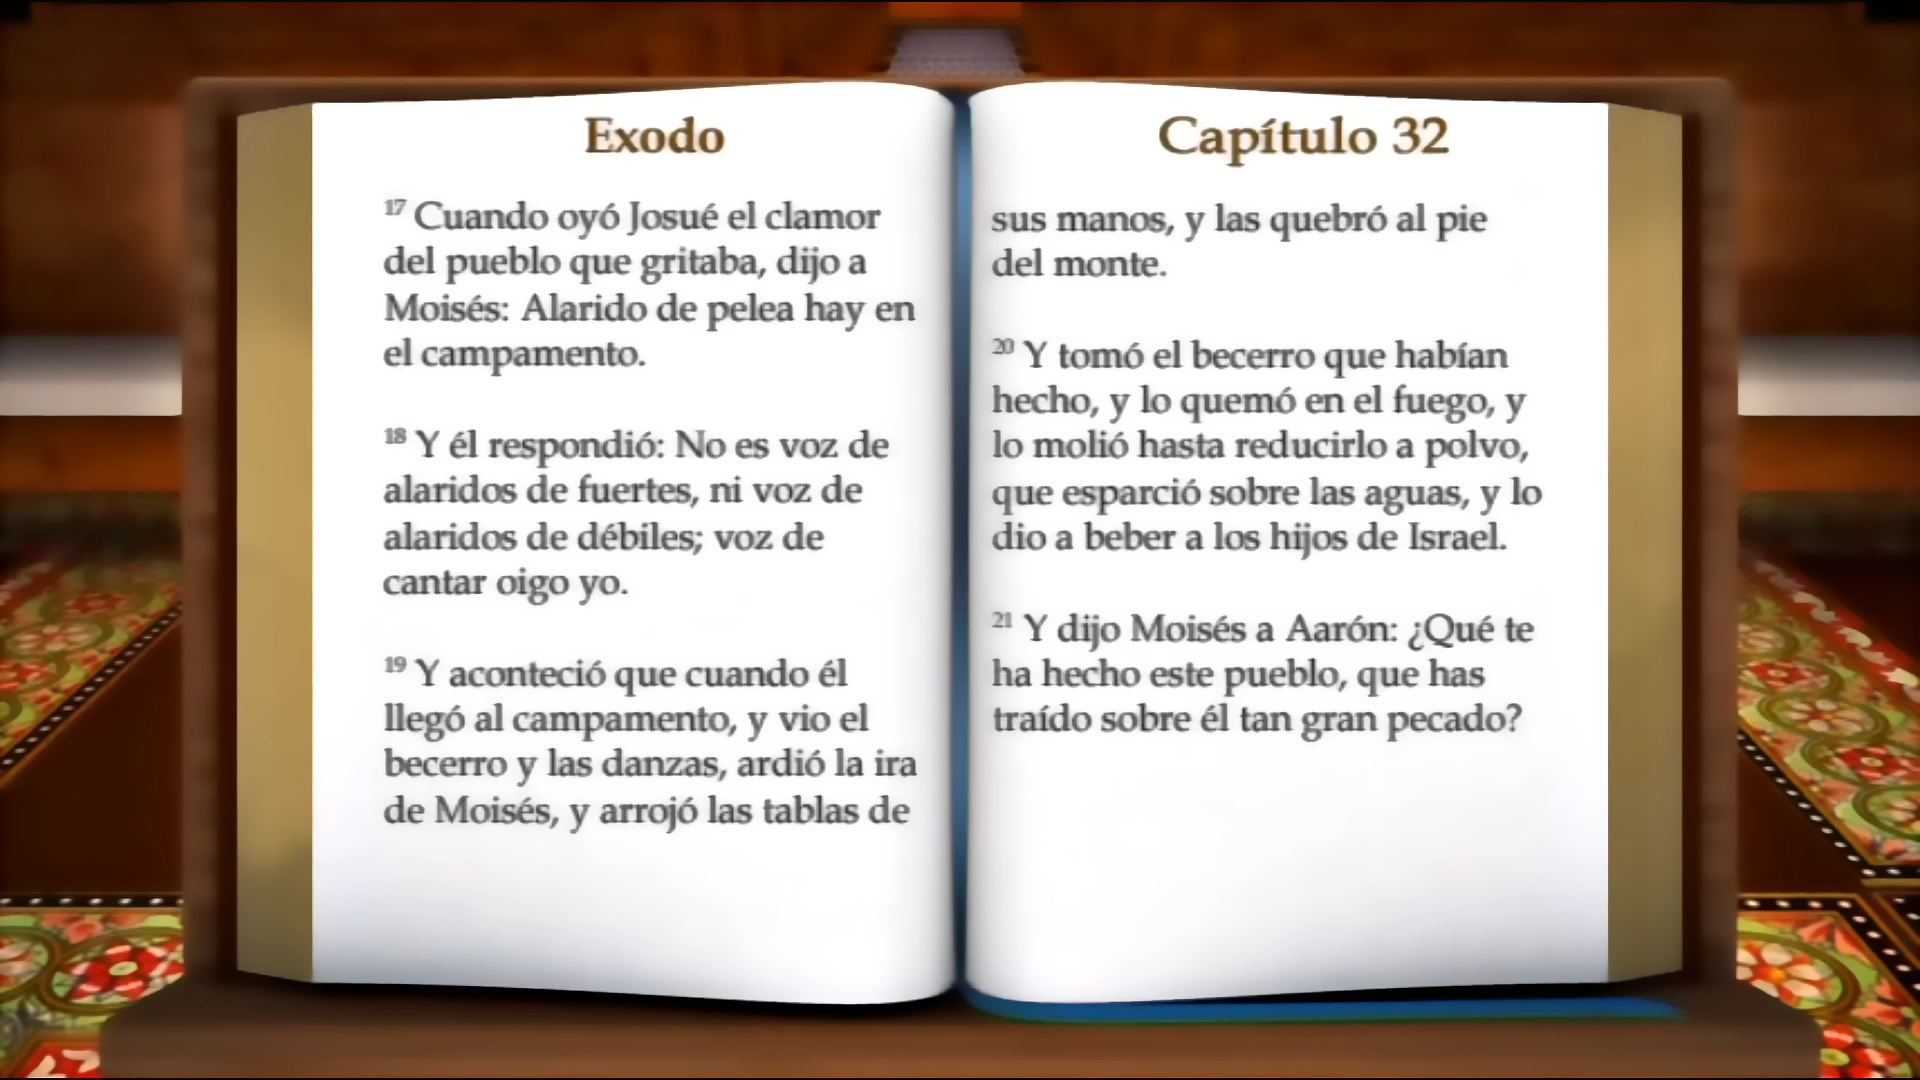 Exodo
17 Cuando oyó Josué el clamor
del pueblo que gritaba, dijo a
Moisés: Alarido de pelea hay en
el campamento.
18 Y él respondió: No es voz de
alaridos de fuertes, ni voz de
alaridos de débiles; voz de
cantar oigo yo.
19 Y aconteció que cuando él
llegó al campamento, y vio el
becerro y las danzas, ardió la ira
de Moisés, y arrojó las tablas de
Capítulo 32
sus manos, y las quebró al pie
del monte.
20 Y tomó el becerro que habían
hecho, y lo quemó en el fuego, y
lo molió hasta reducirlo a polvo,
que esparció sobre las aguas, y lo
dio a beber a los hijos de Israel.
21 Y dijo Moisés a Aarón: ¿Qué te
ha hecho este pueblo, que has
traído sobre él tan gran pecado?